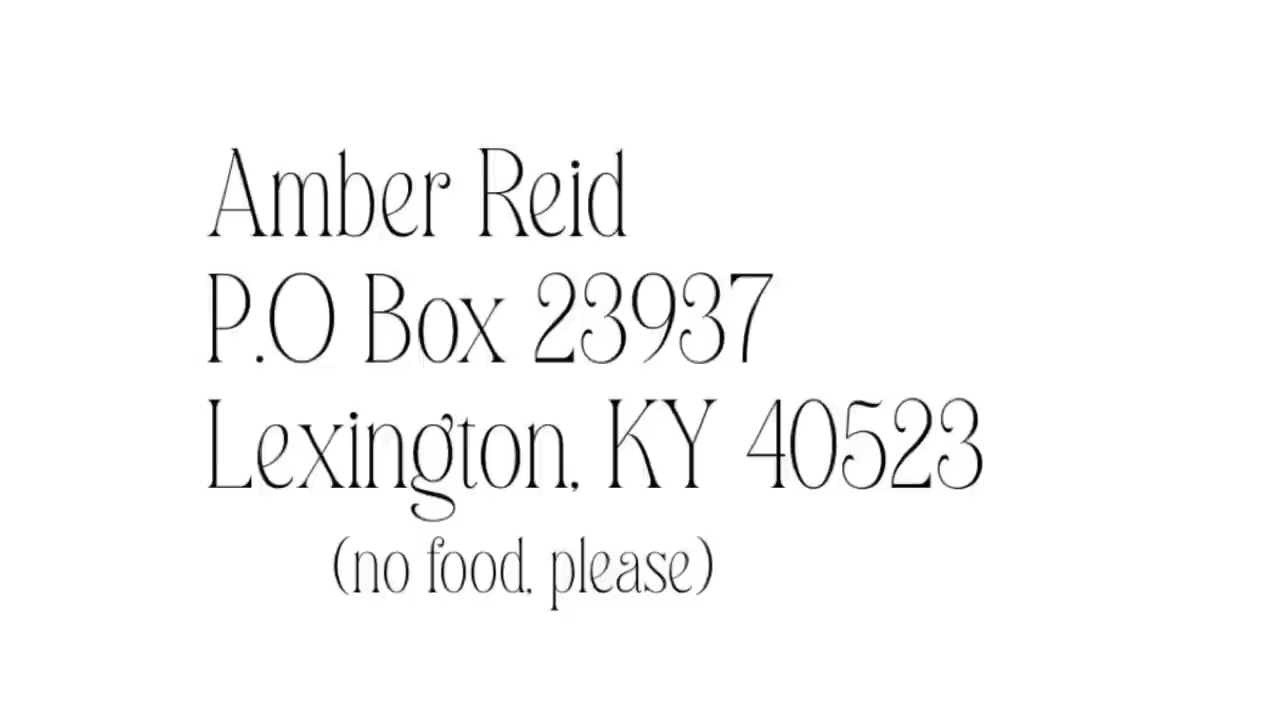 Amber Reid
P.O Box 23937
Lexington, KY 40523
(no food, please)